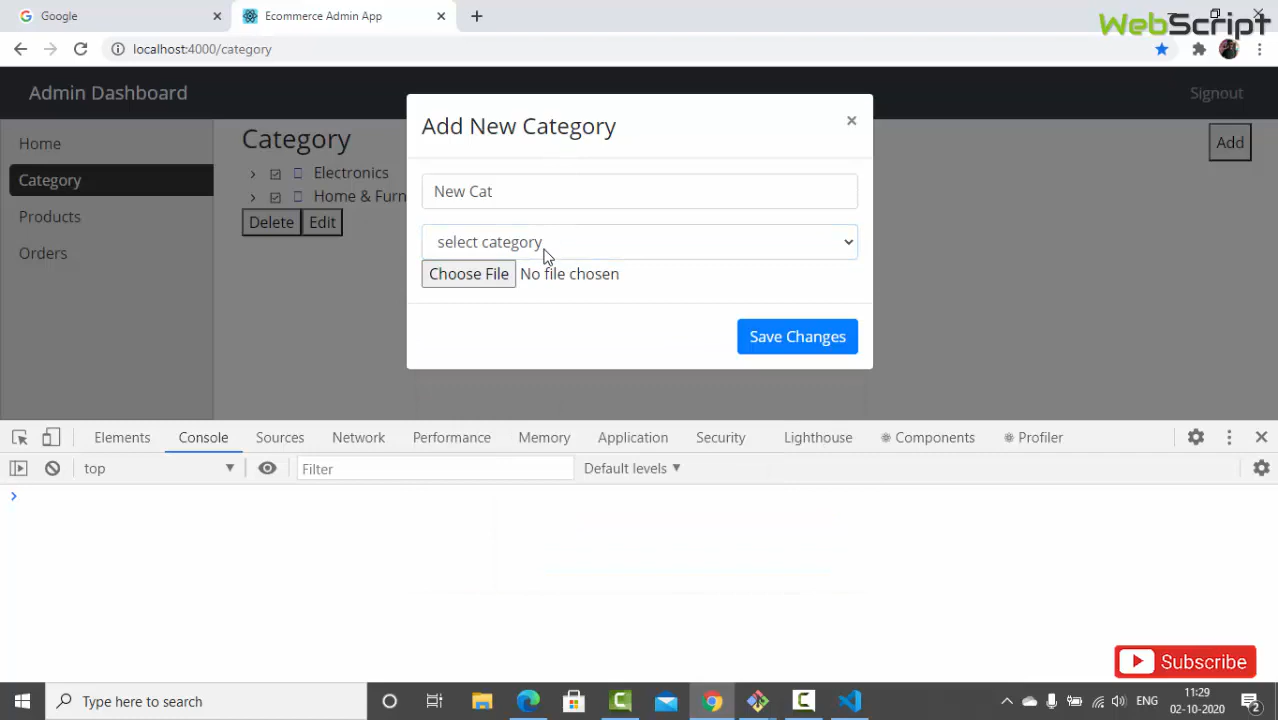 Google
Ecommerce Admin App
WebScript
localhost:4000/category
Admin Dashboard
Signout
Home
Category
Products
Orders
Category
Add
Electronics
Home & Furn
Delete
Edit
Add New Category
×
New Cat
select category
Choose File
No file chosen
Save Changes
Elements
Console
Sources
Network
Performance
Memory
Application
Security
Lighthouse
Components
Profiler
top
Filter
Default levels
Subscribe
Type here to search
ENG
11:29
02-10-2020
2